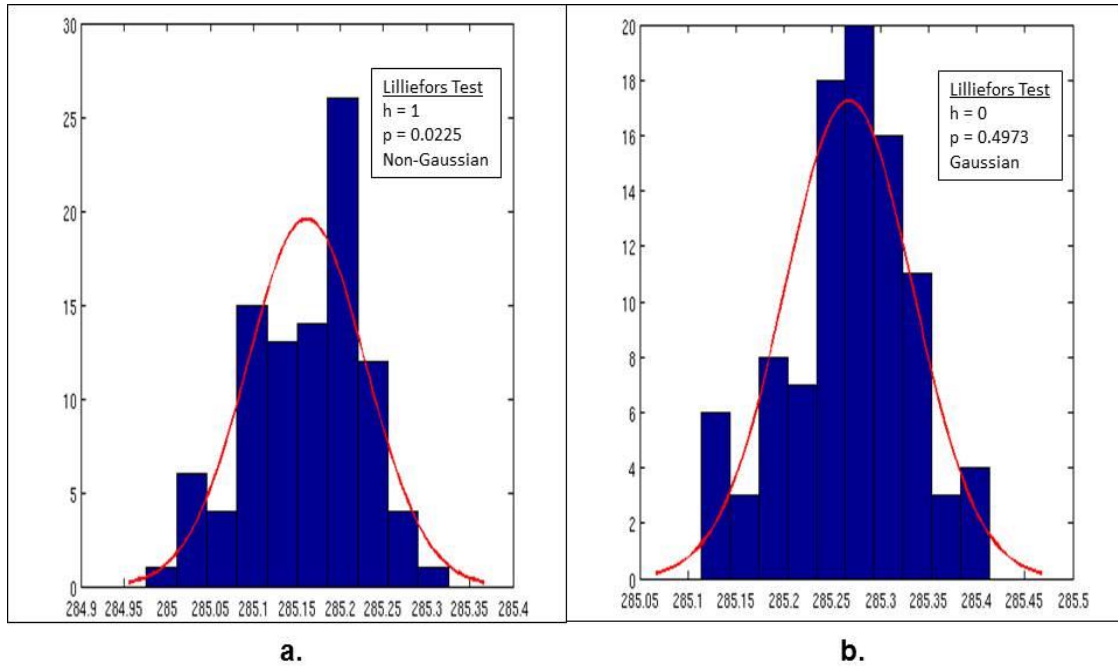 30
25
20
15
10
5
0
Lilliefors Test
h = 1
p = 0.0225
Non-Gaussian
284.9 284.95 285 285.05 285.1 285.15 285.2 285.25 285.3 285.35 285.4
a.
20
18
16
14
12
10
8
6
4
2
0
Lilliefors Test
h = 0
p = 0.4973
Gaussian
285.05 285.1 285.15 285.2 285.25 285.3 285.35 285.4 285.45 285.5
b.